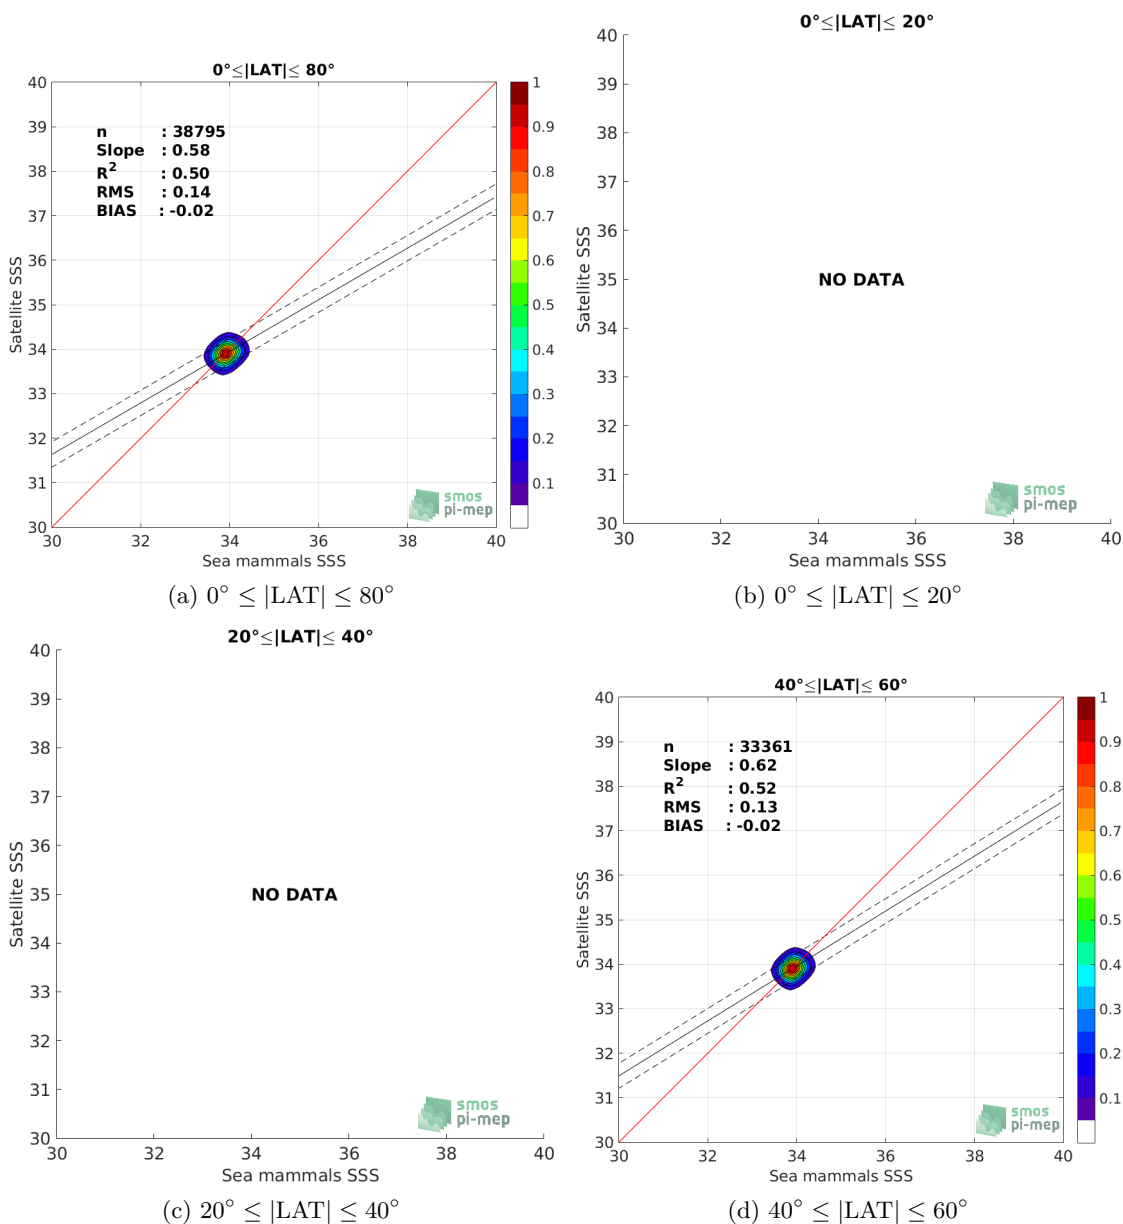 0°≤|LAT|≤ 80°
40
39
38
37
36
35
34
33
32
31
30
Satellite SSS
n : 38795
Slope : 0.58
R² : 0.50
RMS : 0.14
BIAS : -0.02
smos
pi-mep
30 32 34 36 38 40
Sea mammals SSS
1
0.9
0.8
0.7
0.6
0.5
0.4
0.3
0.2
0.1
(a) 0° ≤ |LAT| ≤ 80°
0°≤|LAT|≤ 20°
40
39
38
37
36
35
34
33
32
31
30
Satellite SSS
NO DATA
smos
pi-mep
30 32 34 36 38 40
Sea mammals SSS
(b) 0° ≤ |LAT| ≤ 20°
20°≤|LAT|≤ 40°
40
39
38
37
36
35
34
33
32
31
30
Satellite SSS
NO DATA
smos
pi-mep
30 32 34 36 38 40
Sea mammals SSS
(c) 20° ≤ |LAT| ≤ 40°
40°≤|LAT|≤ 60°
40
39
38
37
36
35
34
33
32
31
30
Satellite SSS
n : 33361
Slope : 0.62
R² : 0.52
RMS : 0.13
BIAS : -0.02
smos
pi-mep
30 32 34 36 38 40
Sea mammals SSS
1
0.9
0.8
0.7
0.6
0.5
0.4
0.3
0.2
0.1
(d) 40° ≤ |LAT| ≤ 60°